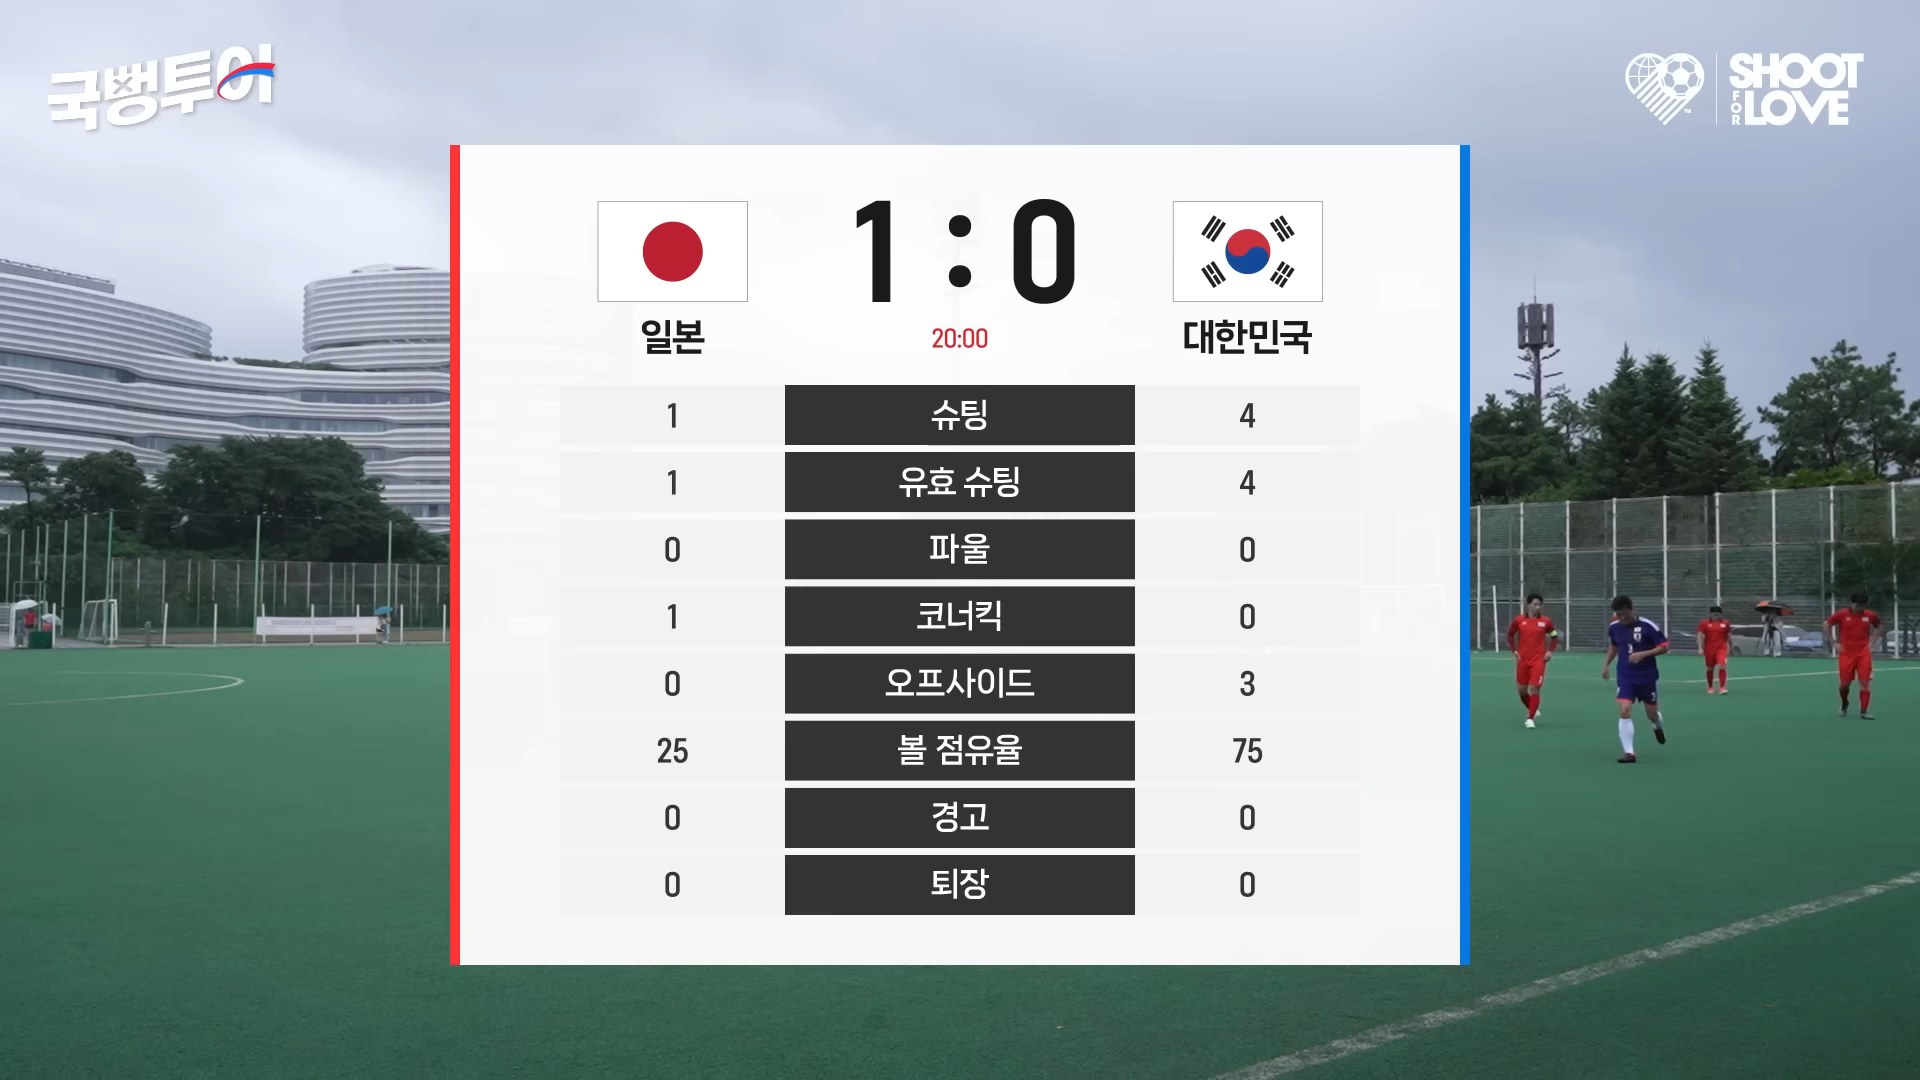 국뻥투어
SHOOT
FOR
LOVE
TM
1 : 0
일본
20:00
대한민국
1 슈팅 4
1 유효 슈팅 4
0 파울 0
1 코너킥 0
0 오프사이드 3
25 볼 점유율 75
0 경고 0
0 퇴장 0